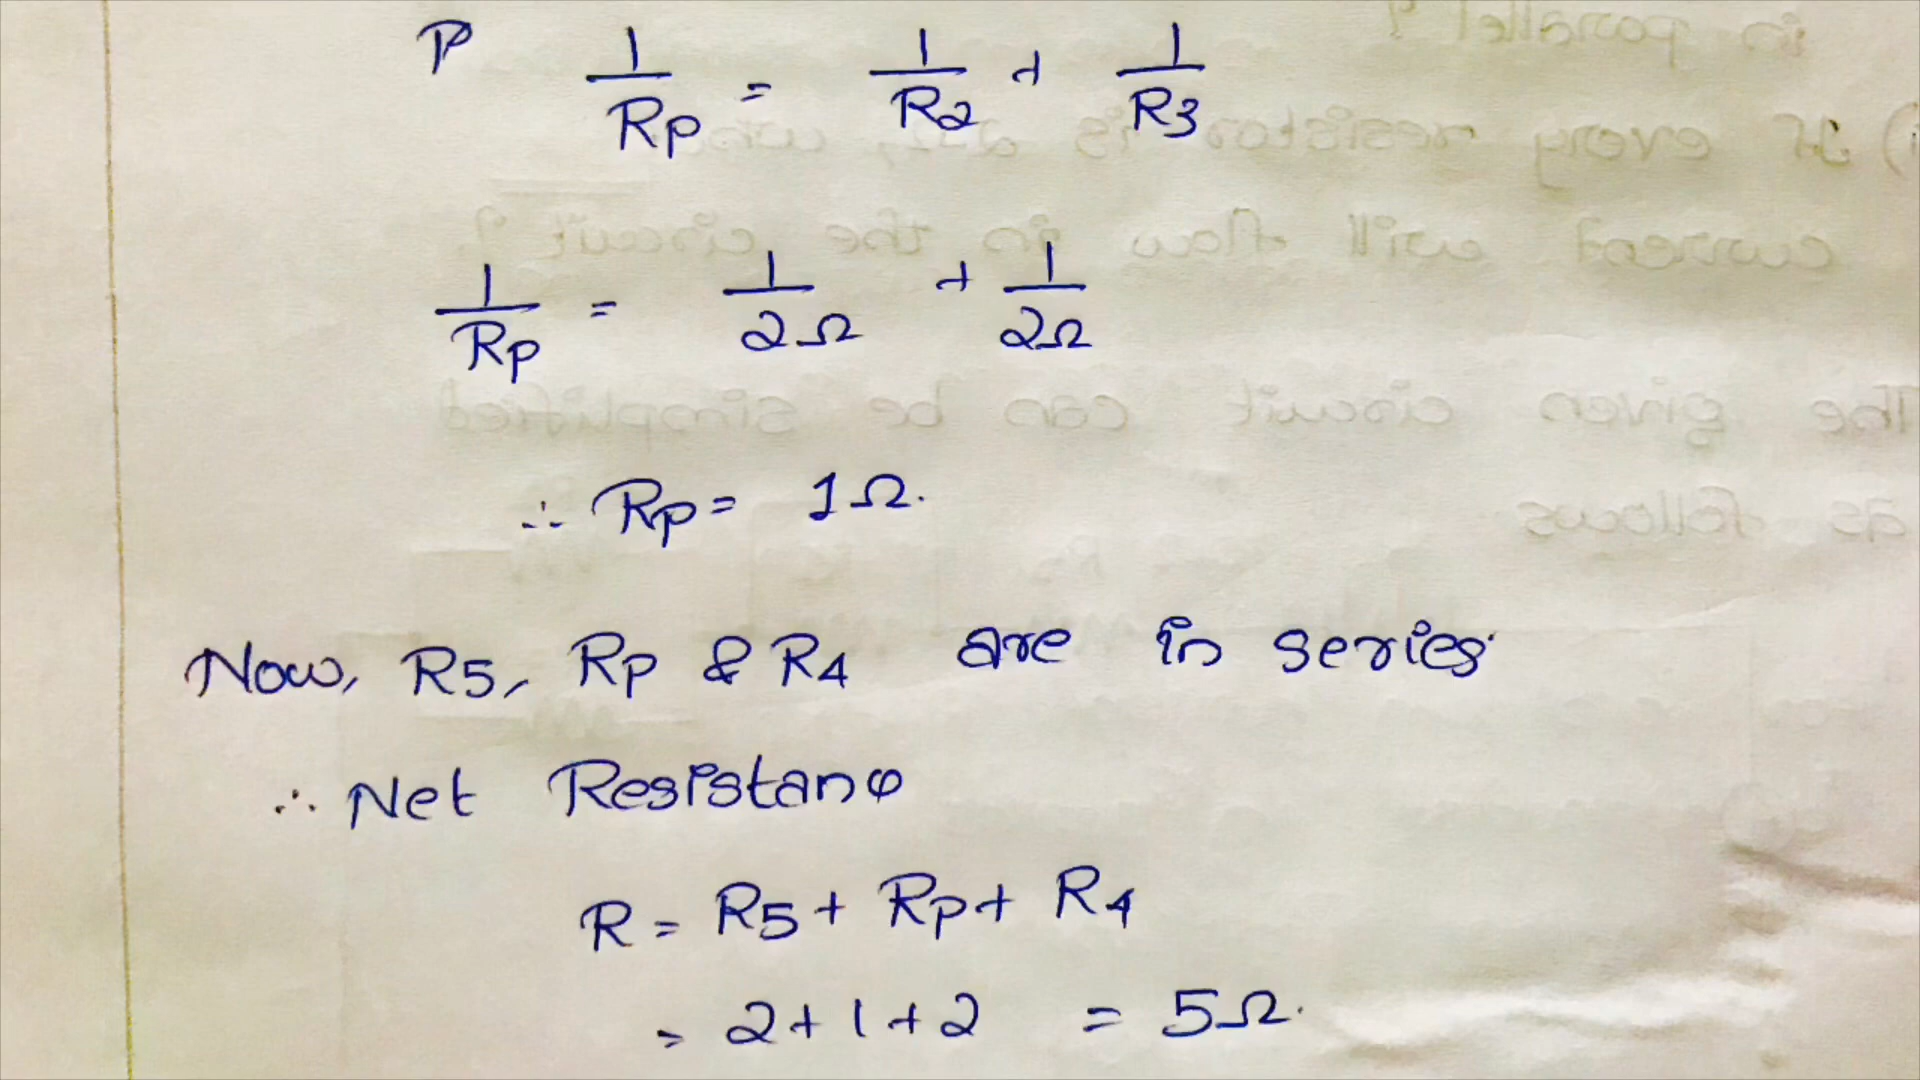 P 1/Rp = 1/R2 + 1/R3
1/Rp = 1/2Ω + 1/2Ω
∴ Rp = 1Ω.
Now, R5, Rp & R4 are in series
∴ Net Resistance
R = R5 + Rp + R4
= 2+1+2 = 5Ω.